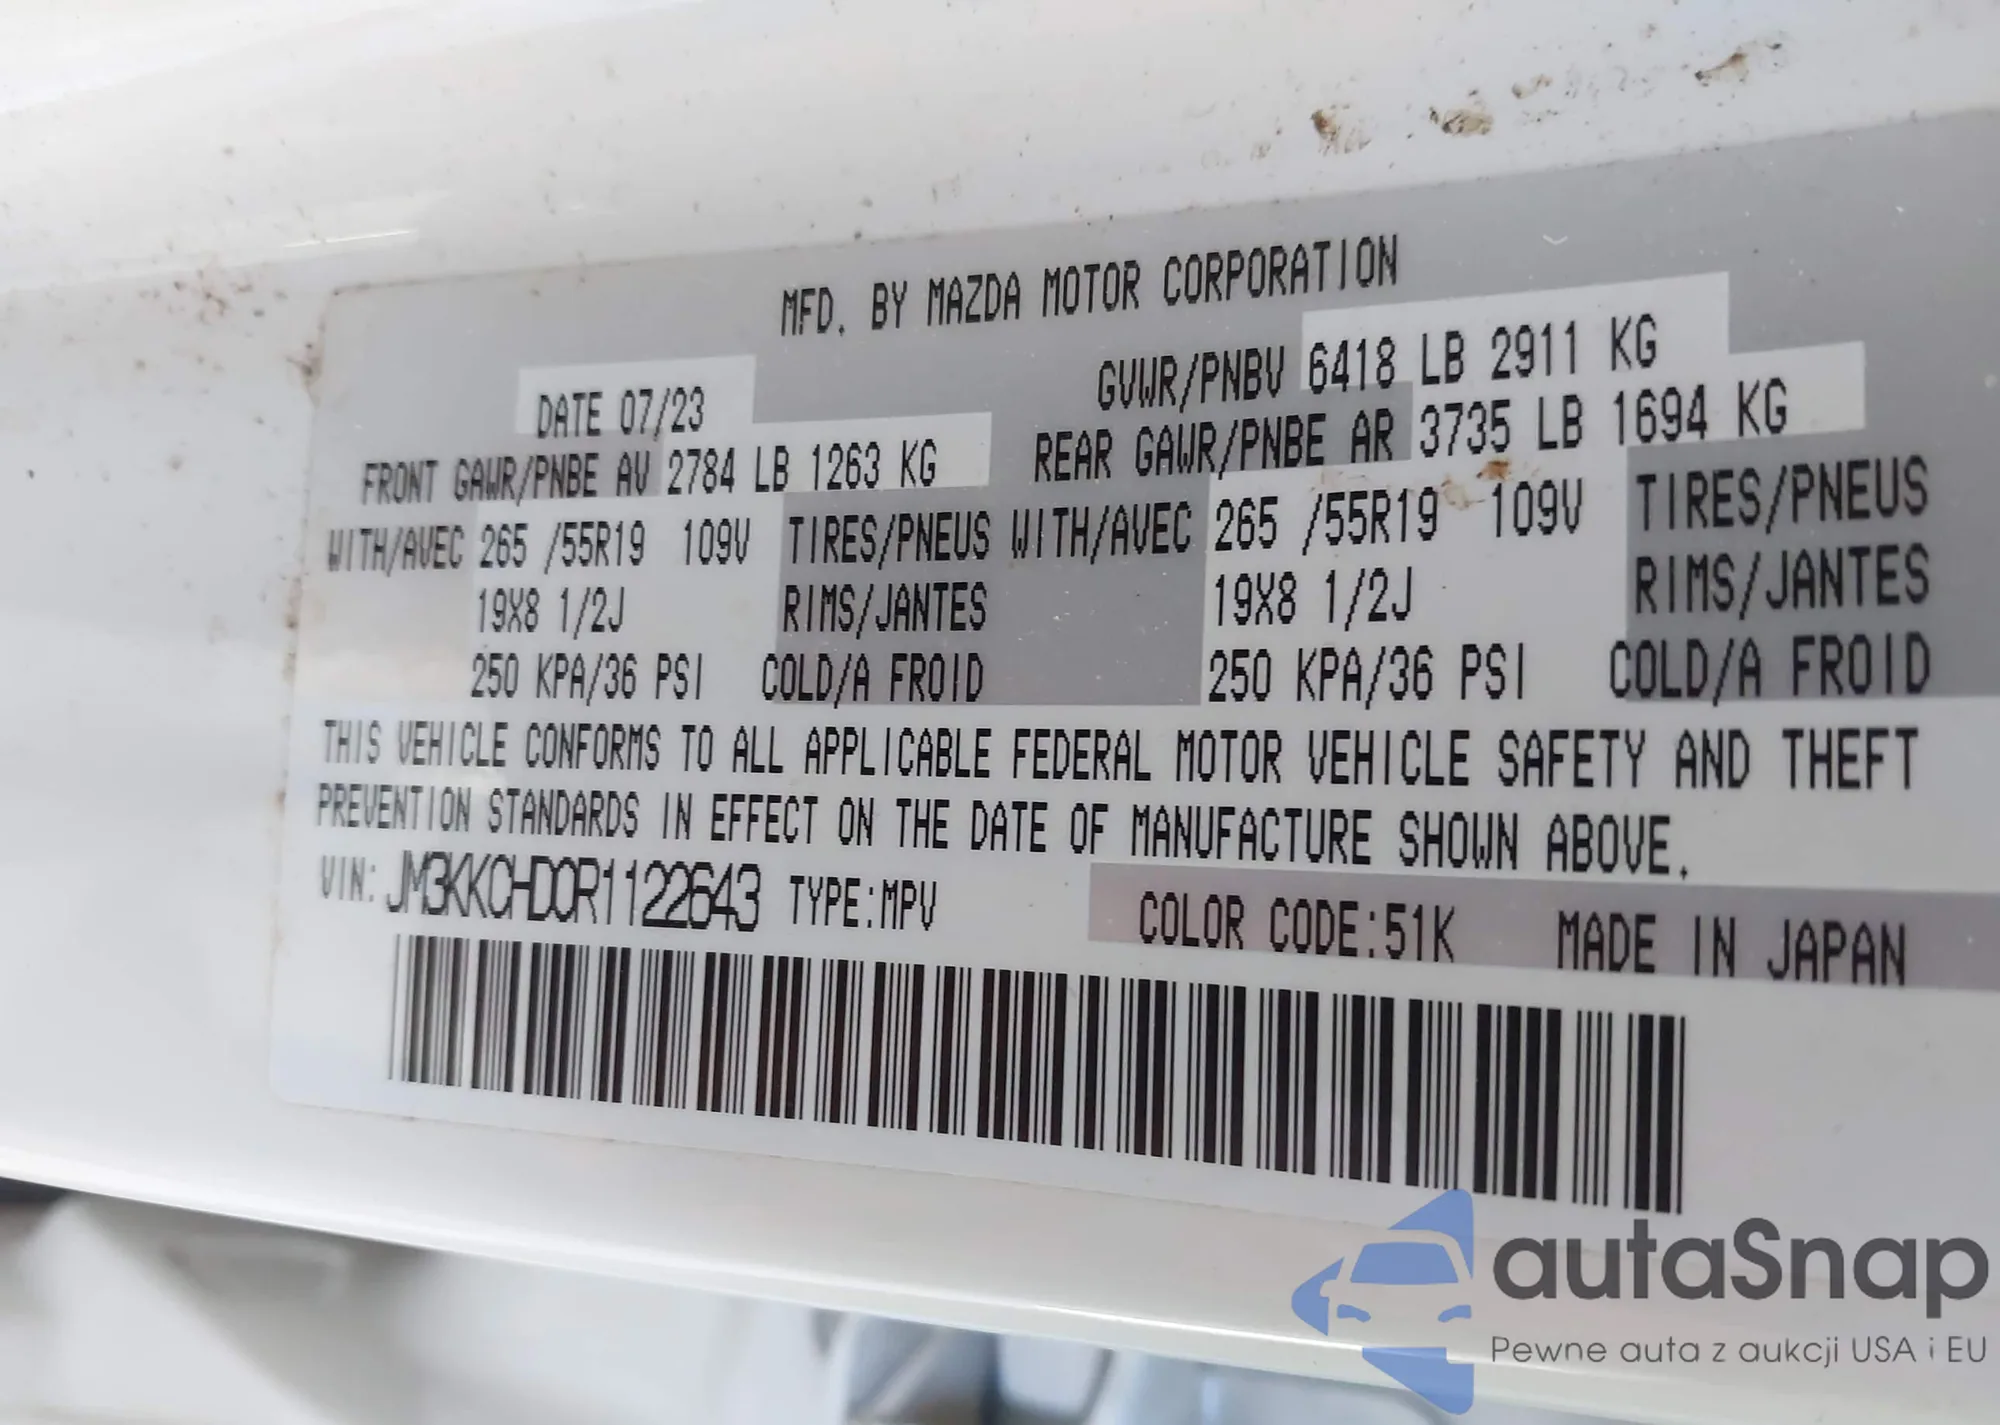 MFD. BY MAZDA MOTOR CORPORATION
DATE 07/23 GVWR/PNBV 6418 LB 2911 KG
FRONT GAWR/PNBE AV 2784 LB 1263 KG REAR GAWR/PNBE AR 3735 LB 1694 KG
WITH/AVEC 265 /55R19 109V TIRES/PNEUS WITH/AVEC 265 /55R19 109V TIRES/PNEUS
19X8 1/2J RIMS/JANTES 19X8 1/2J RIMS/JANTES
250 KPA/36 PSI COLD/A FROID 250 KPA/36 PSI COLD/A FROID
THIS VEHICLE CONFORMS TO ALL APPLICABLE FEDERAL MOTOR VEHICLE SAFETY AND THEFT
PREVENTION STANDARDS IN EFFECT ON THE DATE OF MANUFACTURE SHOWN ABOVE.
VIN: JM3KKCHD0R1122643 TYPE:MPV COLOR CODE:51K MADE IN JAPAN
autaSnap
Pewne auta z aukcji USA i EU